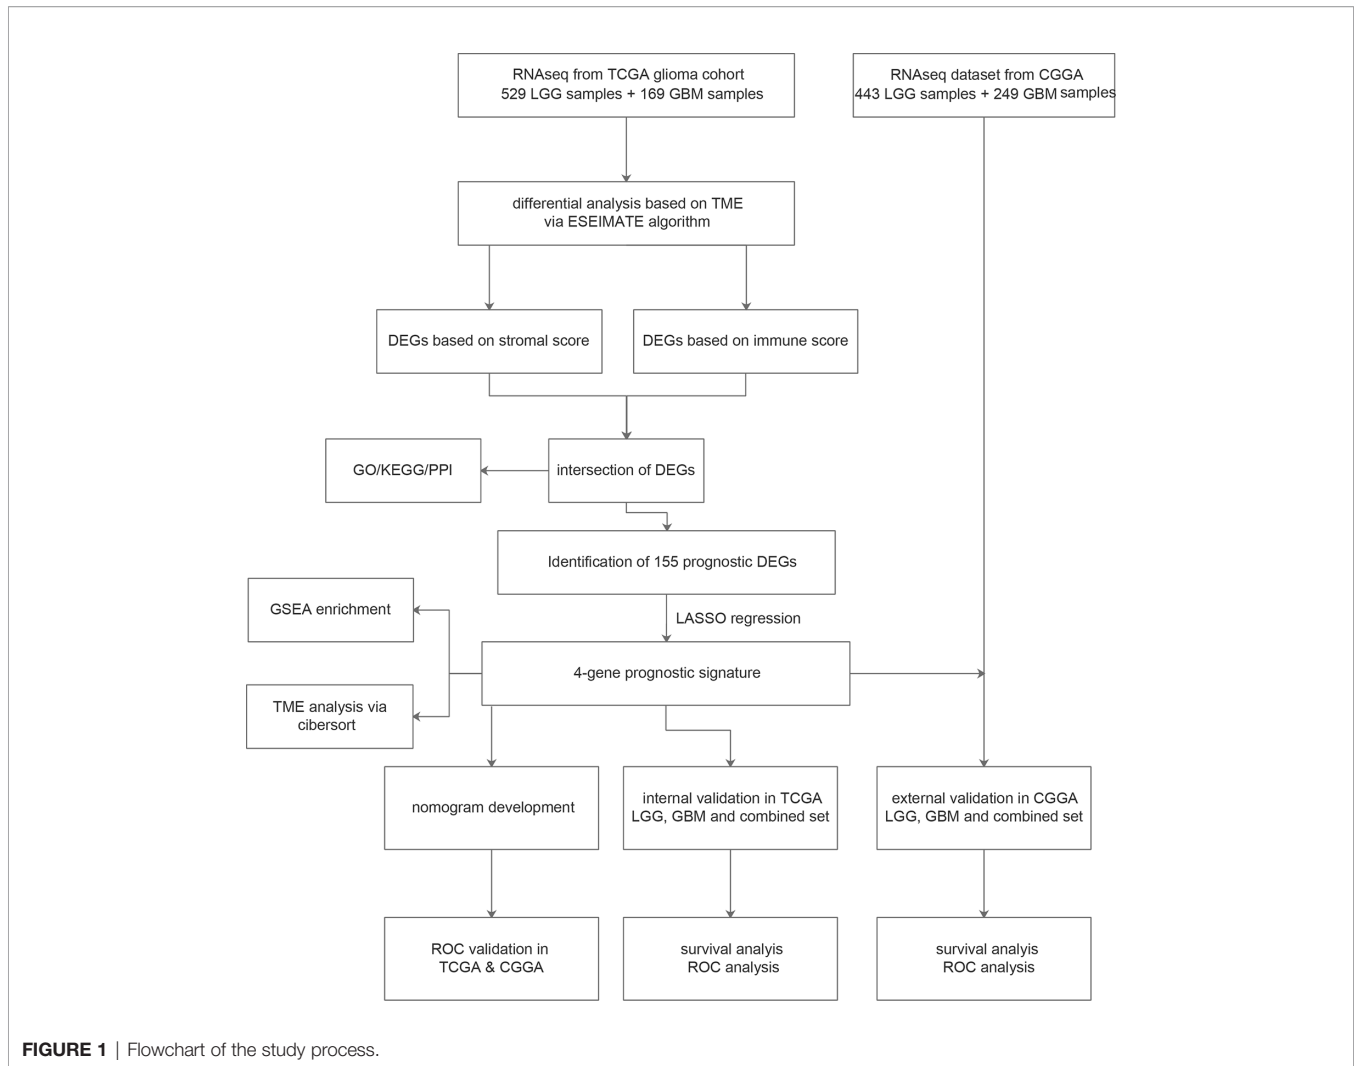 RNAseq from TCGA glioma cohort
529 LGG samples + 169 GBM samples
RNAseq dataset from CGGA
443 LGG samples + 249 GBM samples
differential analysis based on TME
via ESEIMATE algorithm
DEGs based on stromal score
DEGs based on immune score
GO/KEGG/PPI
intersection of DEGs
Identification of 155 prognostic DEGs
LASSO regression
GSEA enrichment
4-gene prognostic signature
TME analysis via
cibersort
nomogram development
internal validation in TCGA
LGG, GBM and combined set
external validation in CGGA
LGG, GBM and combined set
ROC validation in
TCGA & CGGA
survival analyis
ROC analysis
survival analyis
ROC analysis
FIGURE 1 | Flowchart of the study process.